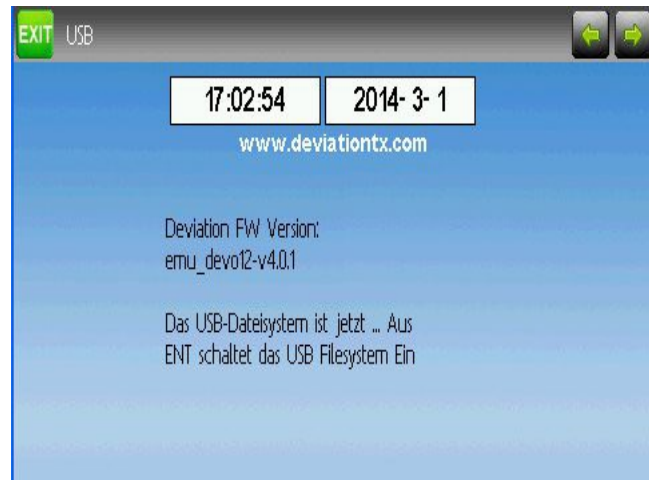 EXIT USB
17:02:54 2014- 3- 1
www.deviationtx.com
Deviation FW Version:
emu_devo12-v4.0.1
Das USB-Dateisystem ist jetzt ... Aus
ENT schaltet das USB Filesystem Ein